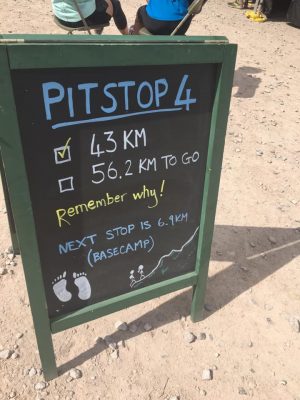 PITSTOP 4
43 KM
56.2 KM TO GO
Remember why!
NEXT STOP IS 6.9KM
(BASECAMP)